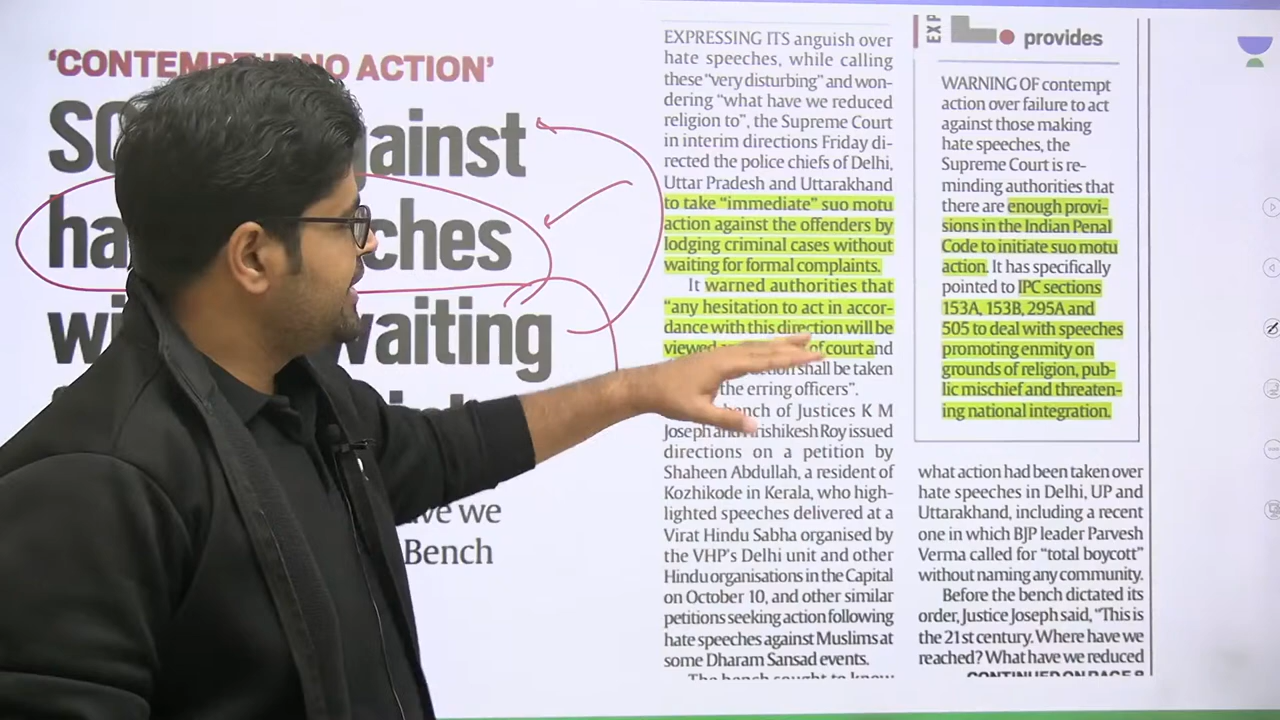 ‘CONTEMPT NO ACTION’
ainst
ches
waiting
we
Bench
EXPRESSING ITS anguish over
hate speeches, while calling
these “very disturbing” and won-
dering “what have we reduced
religion to”, the Supreme Court
in interim directions Friday di-
rected the police chiefs of Delhi,
Uttar Pradesh and Uttarakhand
to take “immediate” suo motu
action against the offenders by
lodging criminal cases without
waiting for formal complaints.
It warned authorities that
“any hesitation to act in accor-
dance with this direction will be
viewed of court and
shall be taken
the erring officers”.
bench of Justices K M
Joseph and Hrishikesh Roy issued
directions on a petition by
Shaheen Abdullah, a resident of
Kozhikode in Kerala, who high-
lighted speeches delivered at a
Virat Hindu Sabha organised by
the VHP’s Delhi unit and other
Hindu organisations in the Capital
on October 10, and other similar
petitions seeking action following
hate speeches against Muslims at
some Dharam Sansad events.
The bench sought to know
EXP
provides
WARNING OF contempt
action over failure to act
against those making
hate speeches, the
Supreme Court is re-
minding authorities that
there are enough provi-
sions in the Indian Penal
Code to initiate suo motu
action. It has specifically
pointed to IPC sections
153A, 153B, 295A and
505 to deal with speeches
promoting enmity on
grounds of religion, pub-
lic mischief and threaten-
ing national integration.
what action had been taken over
hate speeches in Delhi, UP and
Uttarakhand, including a recent
one in which BJP leader Parvesh
Verma called for “total boycott”
without naming any community.
Before the bench dictated its
order, Justice Joseph said, “This is
the 21st century. Where have we
reached? What have we reduced
CONTINUED ON PAGE 8